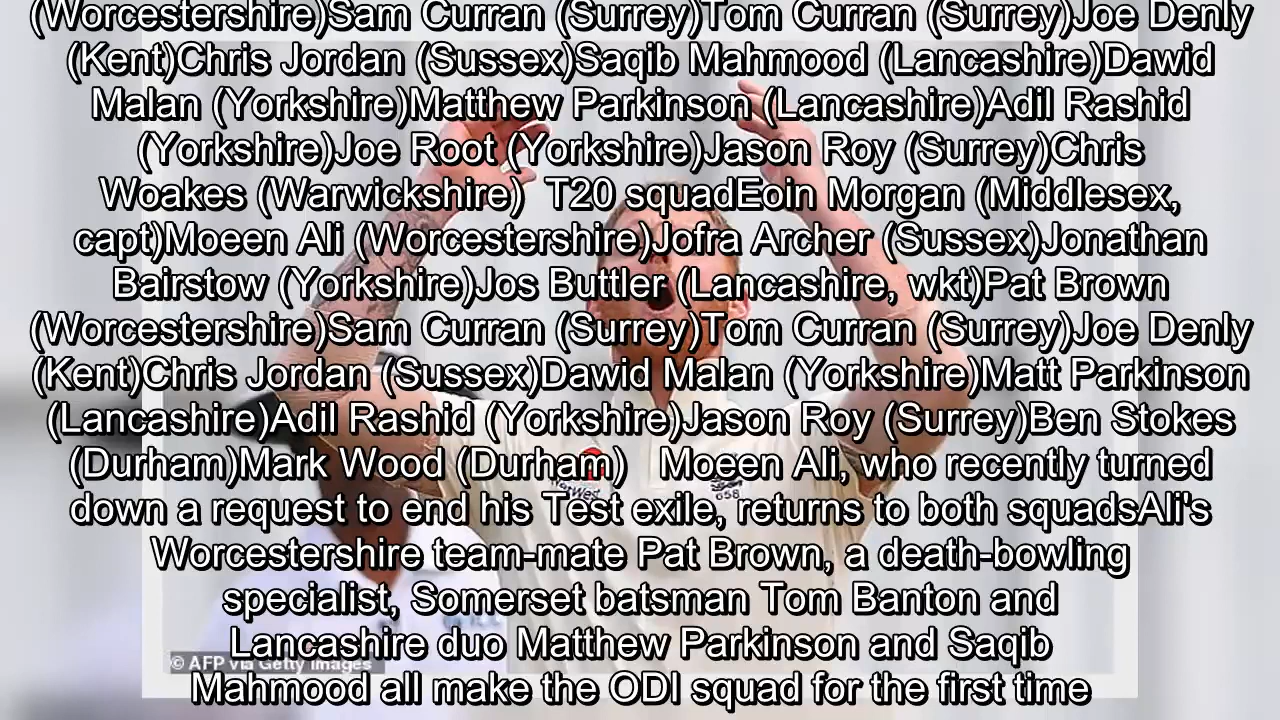 (Worcestershire)Sam Curran (Surrey)Tom Curran (Surrey)Joe Denly
(Kent)Chris Jordan (Sussex)Saqib Mahmood (Lancashire)Dawid
Malan (Yorkshire)Matthew Parkinson (Lancashire)Adil Rashid
(Yorkshire)Joe Root (Yorkshire)Jason Roy (Surrey)Chris
Woakes (Warwickshire)  T20 squadEoin Morgan (Middlesex,
capt)Moeen Ali (Worcestershire)Jofra Archer (Sussex)Jonathan
Bairstow (Yorkshire)Jos Buttler (Lancashire, wkt)Pat Brown
(Worcestershire)Sam Curran (Surrey)Tom Curran (Surrey)Joe Denly
(Kent)Chris Jordan (Sussex)Dawid Malan (Yorkshire)Matt Parkinson
(Lancashire)Adil Rashid (Yorkshire)Jason Roy (Surrey)Ben Stokes
(Durham)Mark Wood (Durham)   Moeen Ali, who recently turned
NatWest
658
down a request to end his Test exile, returns to both squadsAli's
Worcestershire team-mate Pat Brown, a death-bowling
specialist, Somerset batsman Tom Banton and
Lancashire duo Matthew Parkinson and Saqib
© AFP via Getty Images
Mahmood all make the ODI squad for the first time